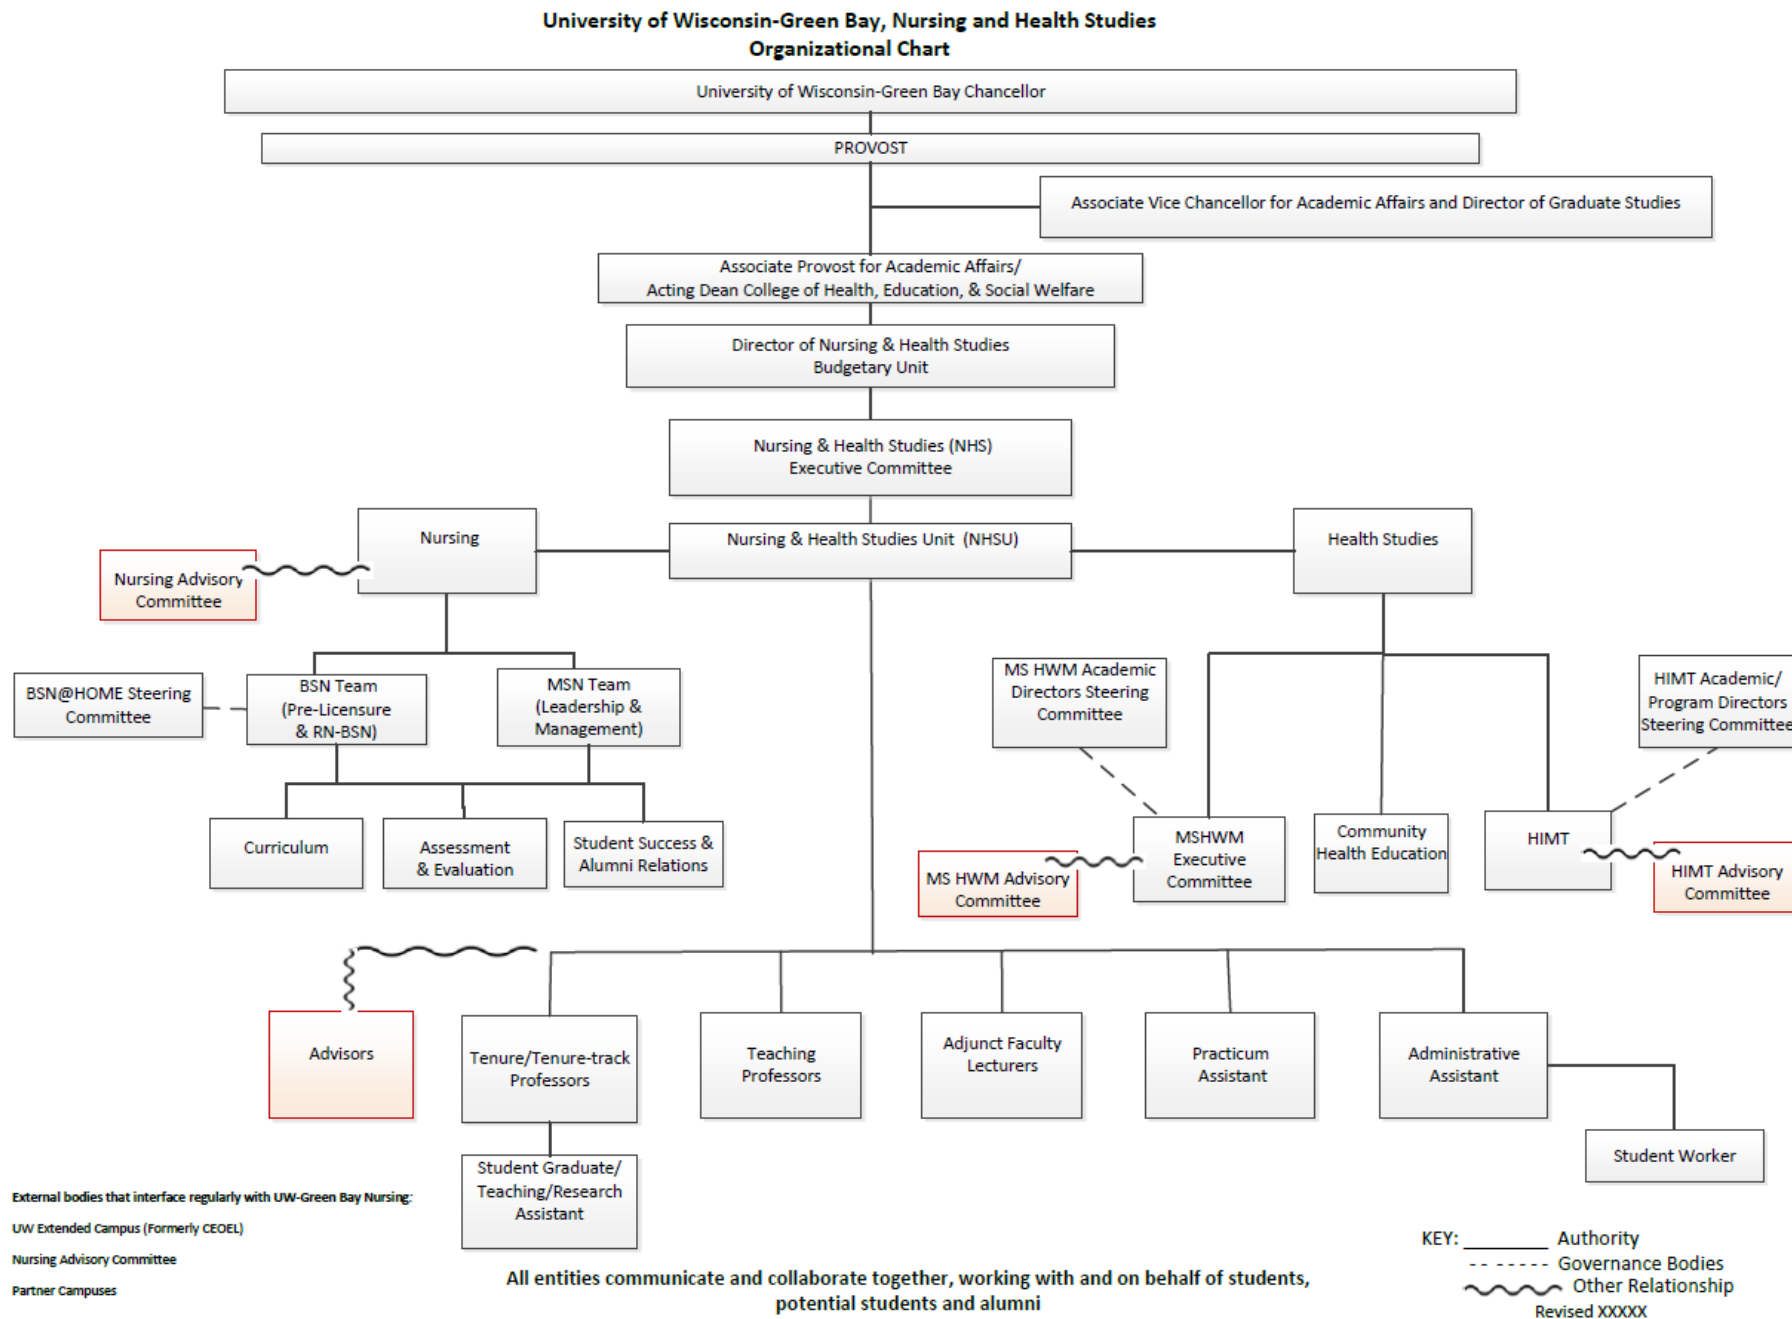 University of Wisconsin-Green Bay, Nursing and Health Studies
Organizational Chart
University of Wisconsin-Green Bay Chancellor
PROVOST
Associate Vice Chancellor for Academic Affairs and Director of Graduate Studies
Associate Provost for Academic Affairs/
Acting Dean College of Health, Education, & Social Welfare
Director of Nursing & Health Studies
Budgetary Unit
Nursing & Health Studies (NHS)
Executive Committee
Nursing
Nursing & Health Studies Unit (NHSU)
Health Studies
Nursing Advisory
Committee
BSN@HOME Steering
Committee
BSN Team
(Pre-Licensure
& RN-BSN)
MSN Team
(Leadership &
Management)
MS HWM Academic
Directors Steering
Committee
HIMT Academic/
Program Directors
Steering Committee
Curriculum
Assessment
& Evaluation
Student Success &
Alumni Relations
MS HWM Advisory
Committee
MSHWM
Executive
Committee
Community
Health Education
HIMT
HIMT Advisory
Committee
Advisors
Tenure/Tenure-track
Professors
Teaching
Professors
Adjunct Faculty
Lecturers
Practicum
Assistant
Administrative
Assistant
Student Graduate/
Teaching/Research
Assistant
Student Worker
External bodies that interface regularly with UW-Green Bay Nursing:
UW Extended Campus (Formerly CEOEL)
Nursing Advisory Committee
Partner Campuses
All entities communicate and collaborate together, working with and on behalf of students,
potential students and alumni
KEY: Authority
Governance Bodies
Other Relationship
Revised XXXXX